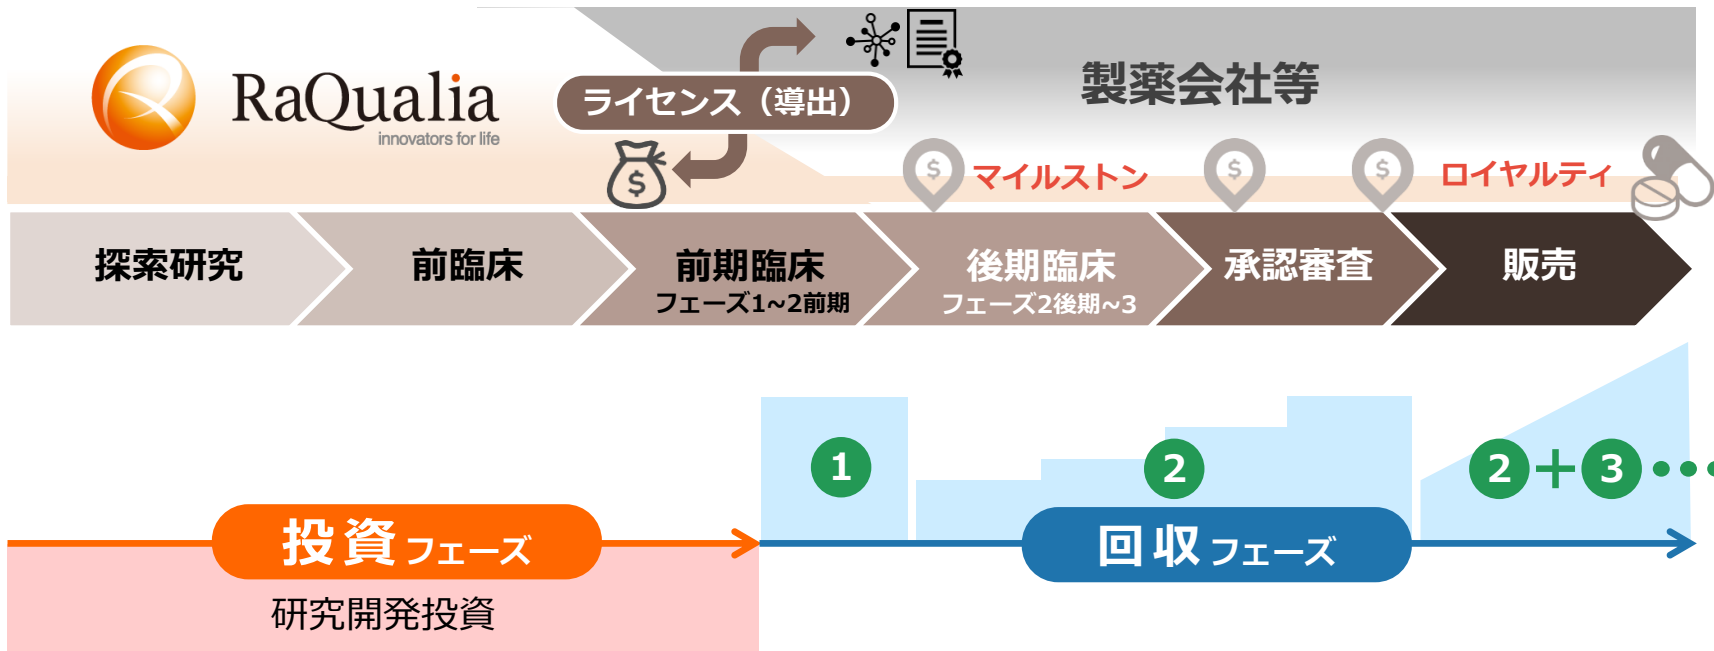 RaQualia
innovators for life
ライセンス（導出）
製薬会社等
$
$
マイルストン
$
$
ロイヤルティ
探索研究
前臨床
前期臨床
フェーズ1~2前期
後期臨床
フェーズ2後期~3
承認審査
販売
1
2
2+3•••
投資フェーズ
回収フェーズ
研究開発投資